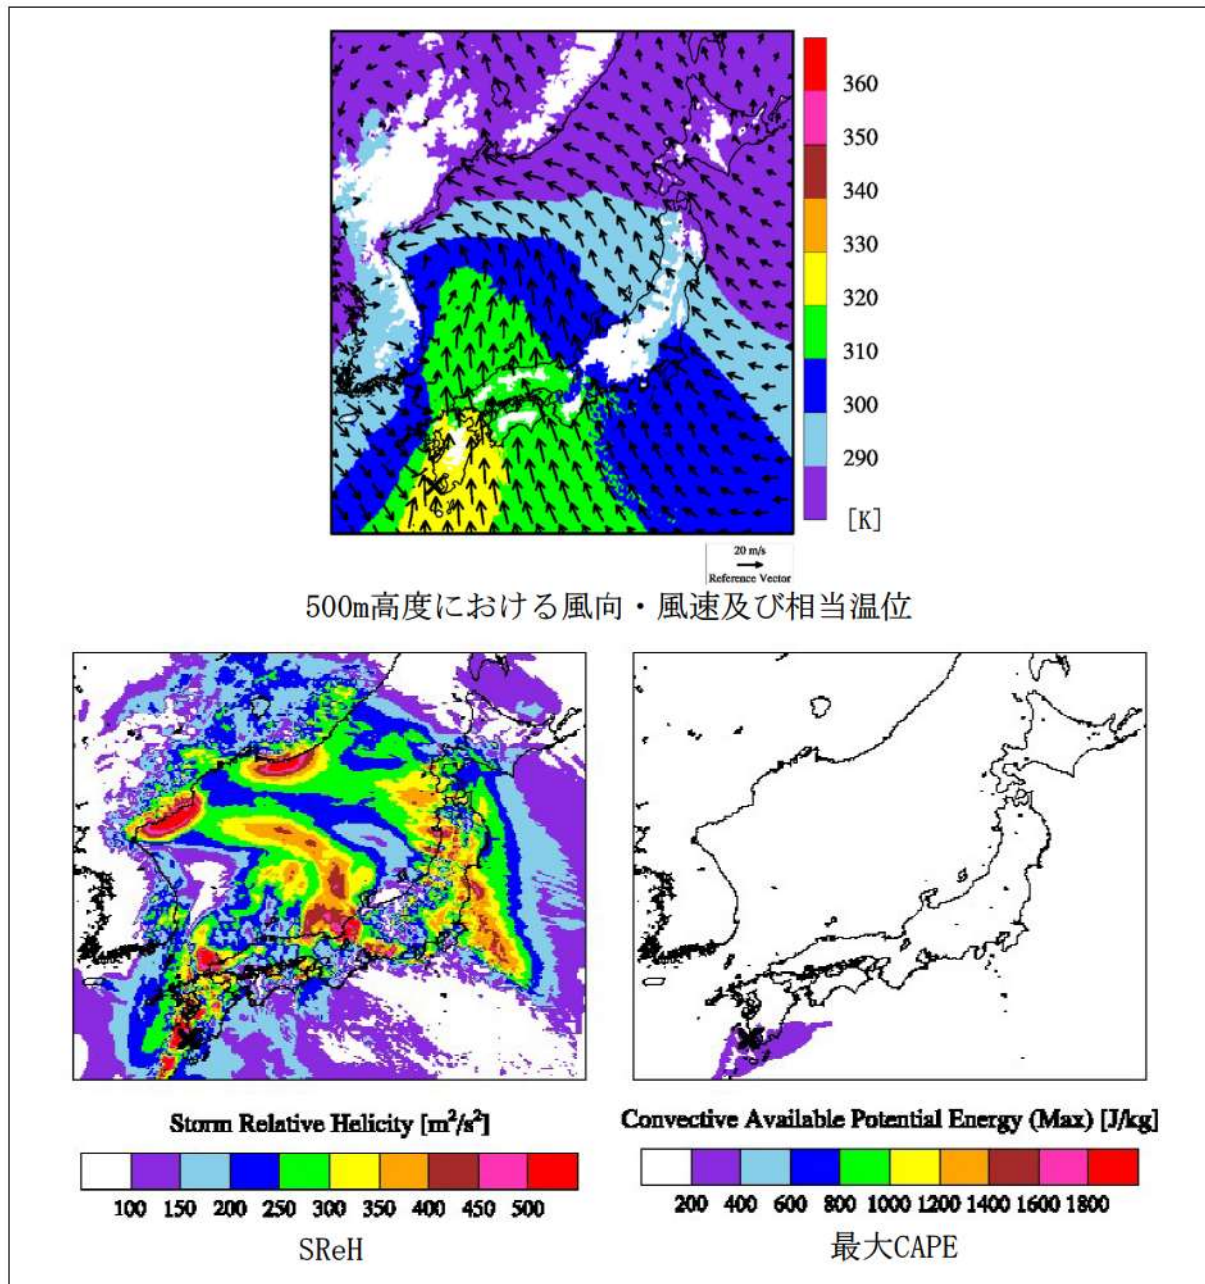 360
350
340
330
320
310
300
290
[K]
20 m/s
Reference Vector
500m高度における風向・風速及び相当温位
Storm Relative Helicity [m²/s²]
100 150 200 250 300 350 400 450 500
SReH
Convective Available Potential Energy (Max) [J/kg]
200 400 600 800 1000 1200 1400 1600 1800
最大CAPE